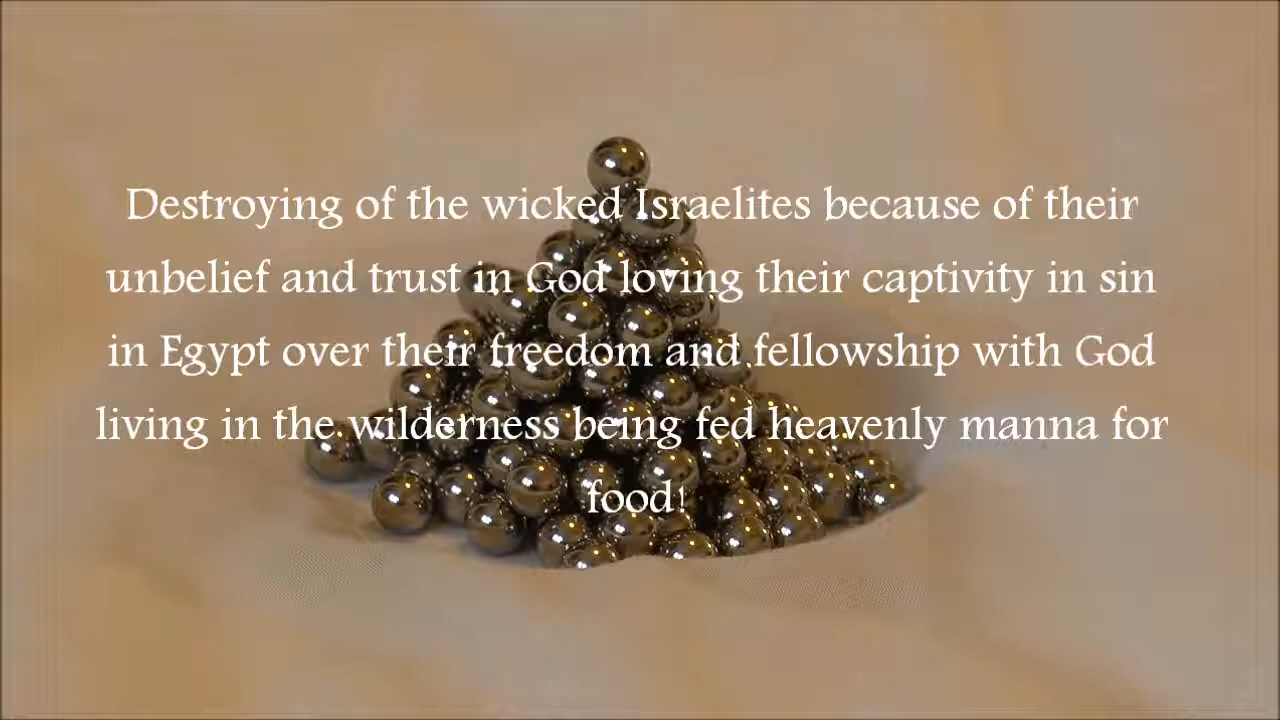 Destroying of the wicked Israelites because of their
unbelief and trust in God loving their captivity in sin
in Egypt over their freedom and fellowship with God
living in the wilderness being fed heavenly manna for
food!